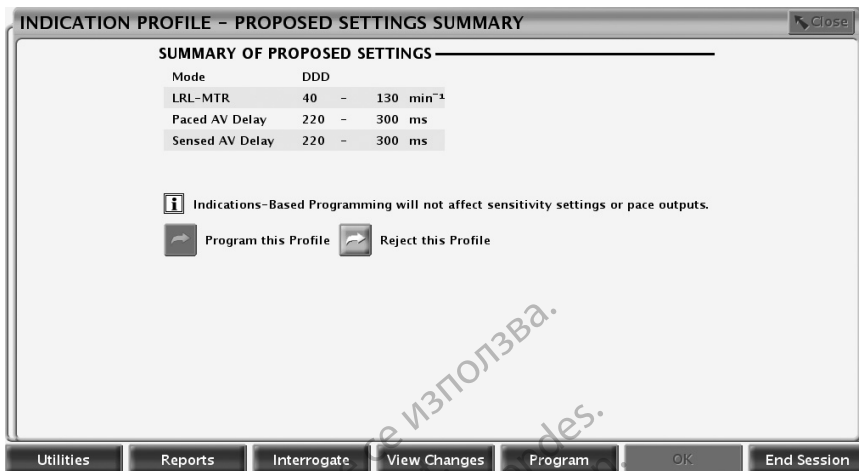 INDICATION PROFILE – PROPOSED SETTINGS SUMMARY
Close
SUMMARY OF PROPOSED SETTINGS
Mode DDD
LRL-MTR 40 – 130 min⁻¹
Paced AV Delay 220 – 300 ms
Sensed AV Delay 220 – 300 ms
i Indications-Based Programming will not affect sensitivity settings or pace outputs.
Program this Profile Reject this Profile
се използва.
des.
Utilities Reports Interrogate View Changes Program OK End Session